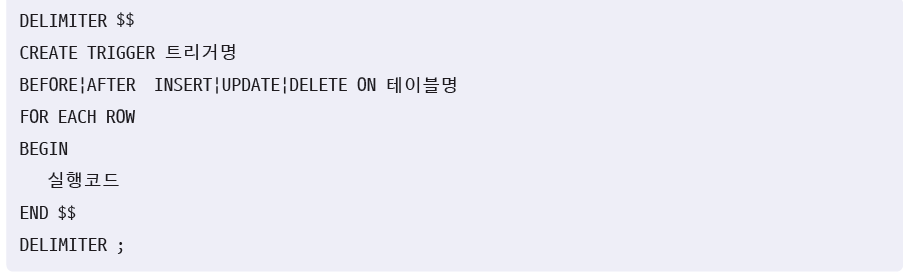 DELIMITER $$
CREATE TRIGGER 트리거명
BEFORE¦AFTER  INSERT¦UPDATE¦DELETE ON 테이블명
FOR EACH ROW
BEGIN
   실행코드
END $$
DELIMITER ;